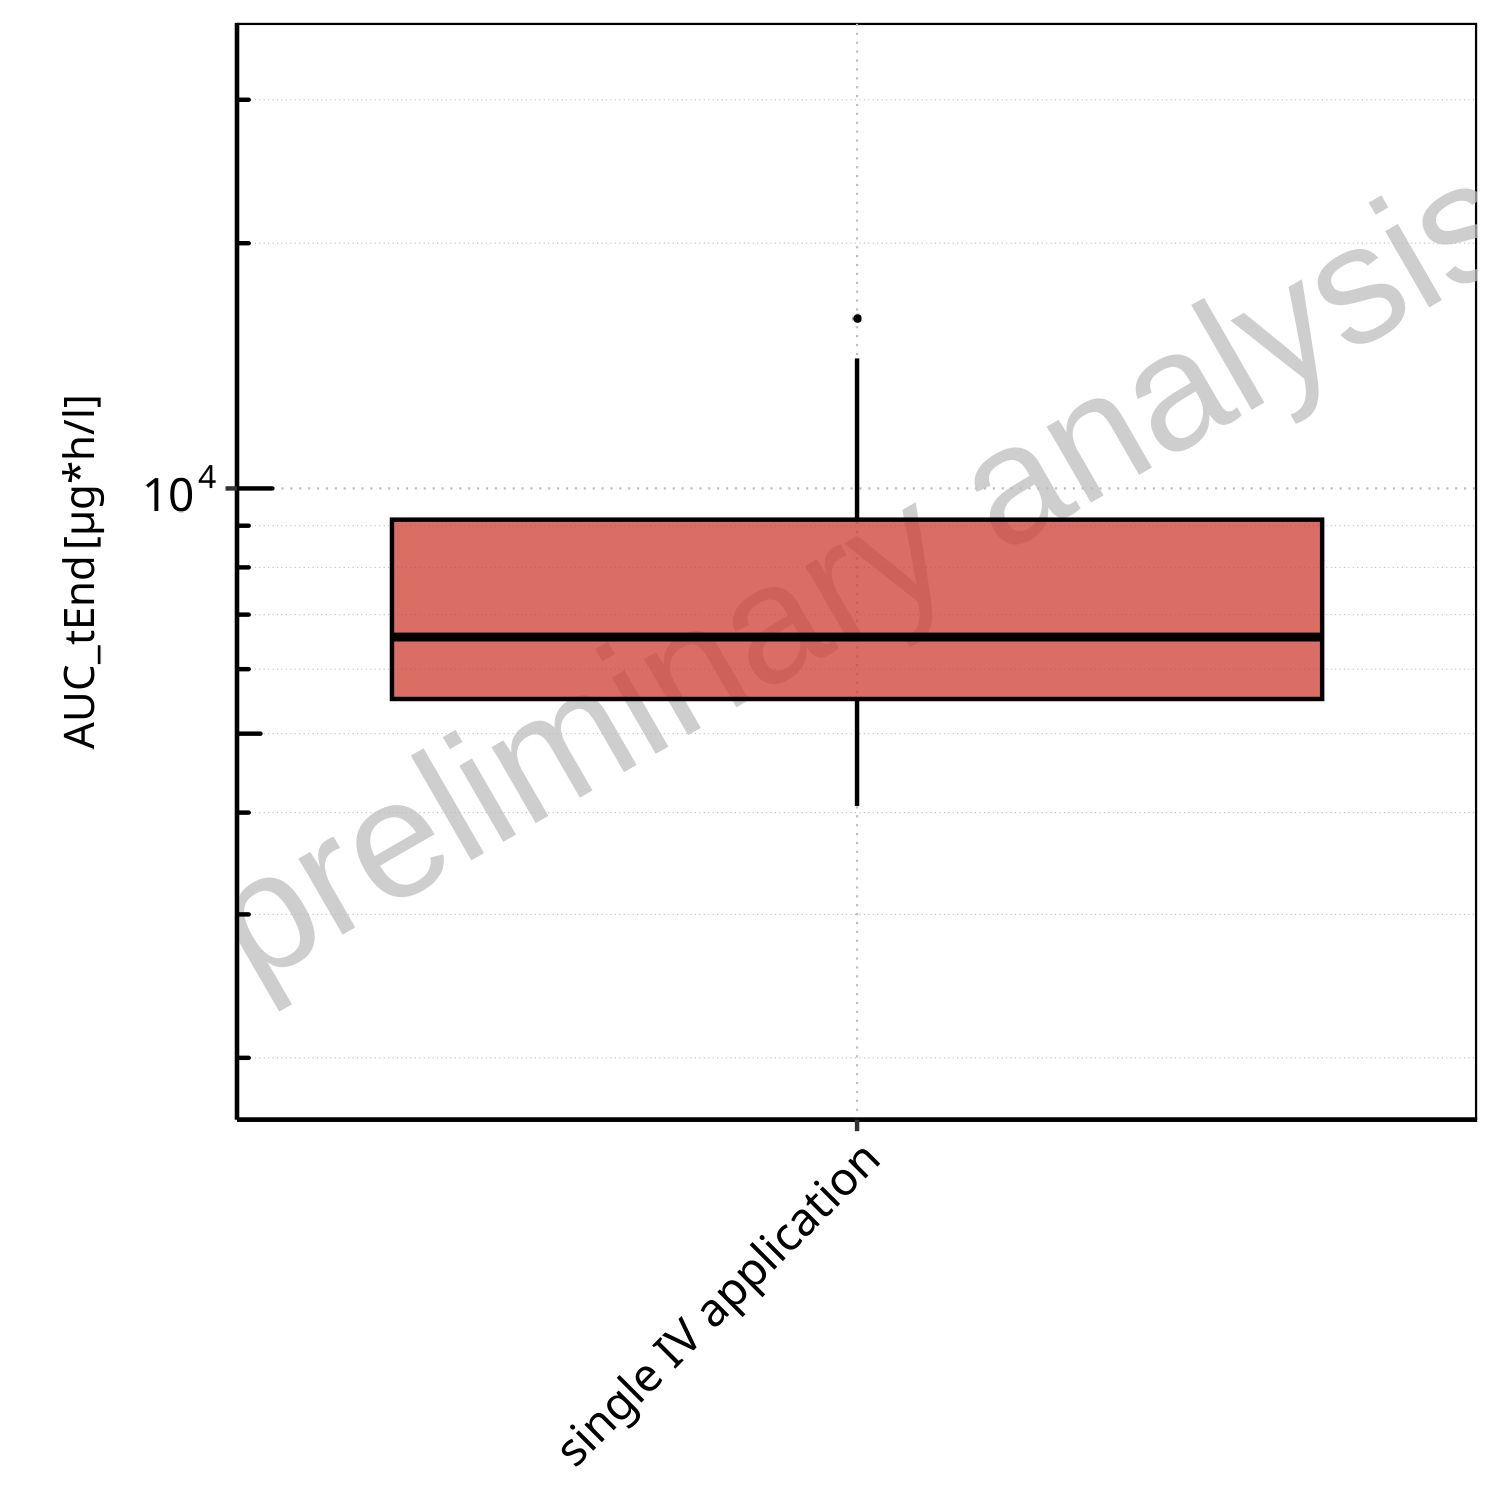 AUC_tEnd [µg*h/l]
10⁴
preliminary analysis
single IV application